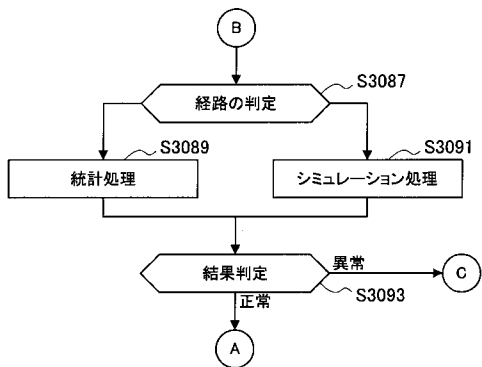 B
S3087
経路の判定
S3089
S3091
統計処理
シミュレーション処理
結果判定
異常
C
S3093
正常
A